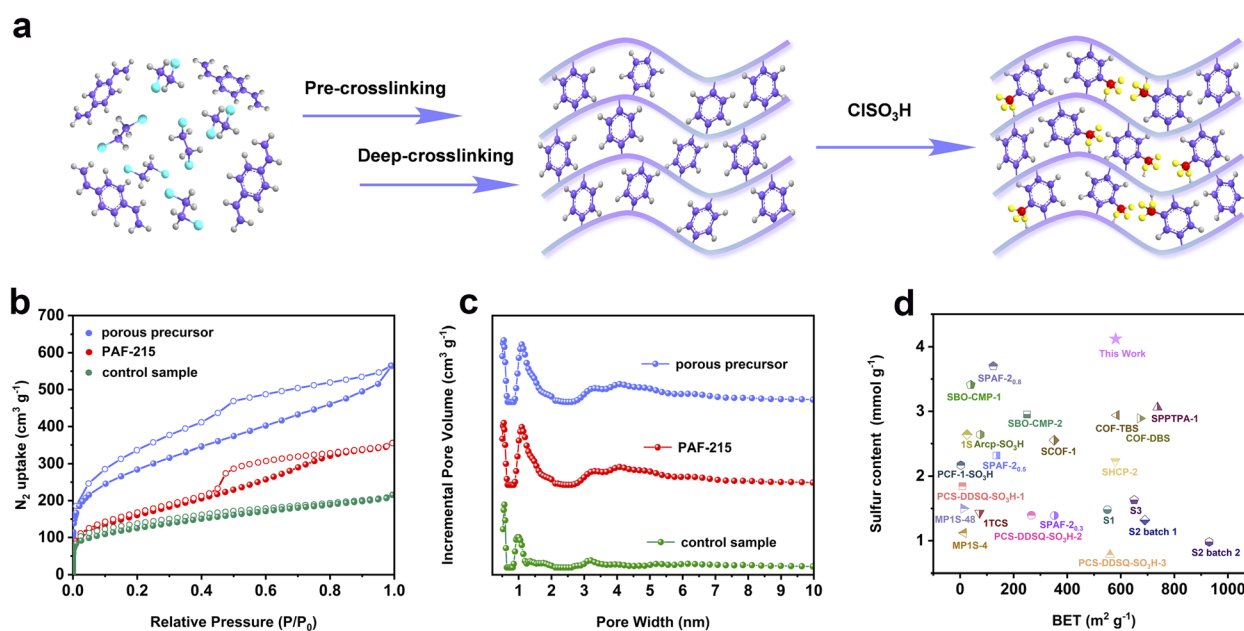 a
Pre-crosslinking
Deep-crosslinking
ClSO₃H
b
N₂ uptake (cm³ g⁻¹)
700
600
500
400
300
200
100
0
porous precursor
PAF-215
control sample
0.0 0.2 0.4 0.6 0.8 1.0
Relative Pressure (P/P₀)
c
Incremental Pore Volume (cm³ g⁻¹)
porous precursor
PAF-215
control sample
1 2 3 4 5 6 7 8 9 10
Pore Width (nm)
d
Sulfur content (mmol g⁻¹)
4
3
2
1
This Work
SPAF-2₀.₈
SBO-CMP-1
SPPTPA-1
SBO-CMP-2
COF-TBS
COF-DBS
1S
Arcp-SO₃H
SCOF-1
SPAF-2₀.₅
SHCP-2
PCF-1-SO₃H
PCS-DDSQ-SO₃H-1
S3
MP1S-48
1TCS
SPAF-2₀.₃
S1
S2 batch 1
PCS-DDSQ-SO₃H-2
MP1S-4
S2 batch 2
PCS-DDSQ-SO₃H-3
0 200 400 600 800 1000
BET (m² g⁻¹)